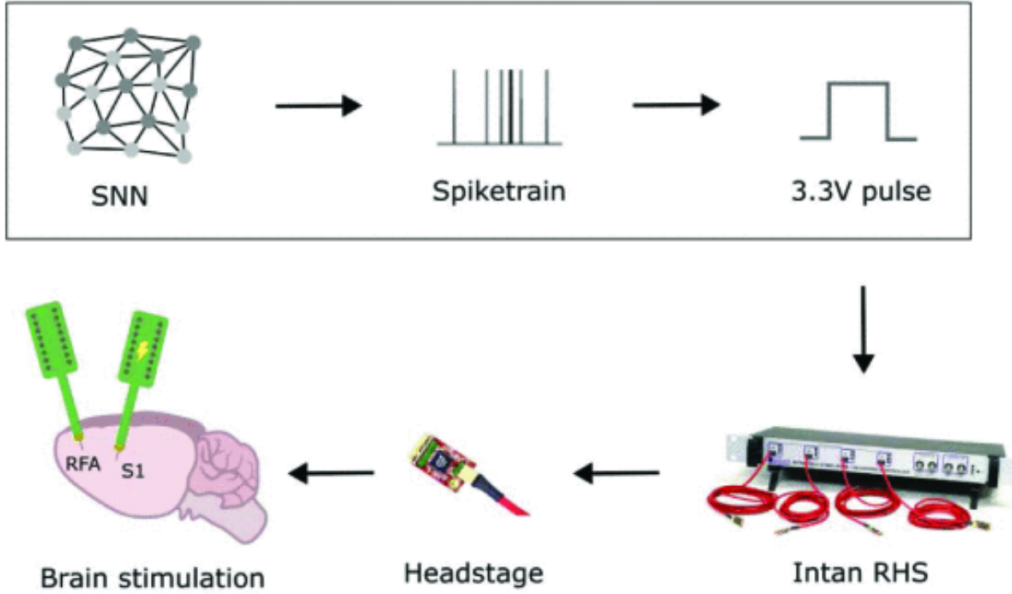 SNN
Spiketrain
3.3V pulse
RFA
S1
Brain stimulation
Headstage
Intan RHS